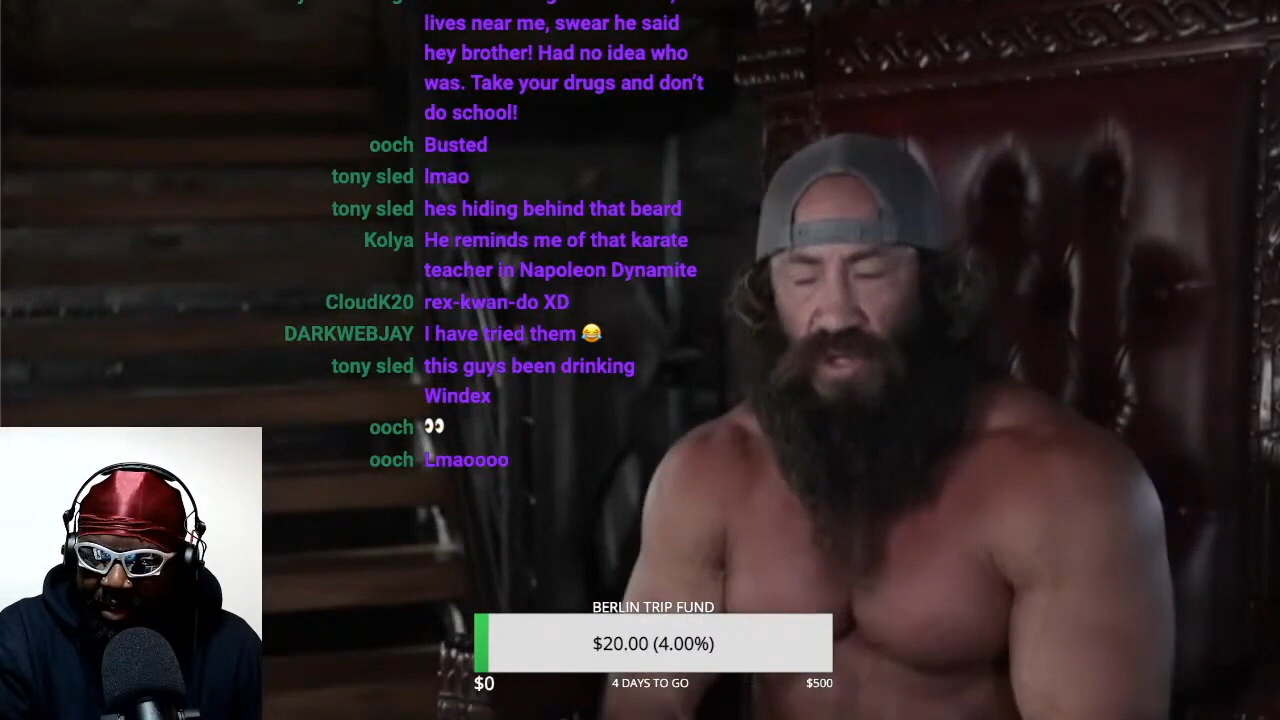 lives near me, swear he said
hey brother! Had no idea who
was. Take your drugs and don't
do school!
ooch Busted
tony sled lmao
tony sled hes hiding behind that beard
Kolya He reminds me of that karate
teacher in Napoleon Dynamite
CloudK20 rex-kwan-do XD
DARKWEBJAY I have tried them 😂
tony sled this guys been drinking
Windex
ooch 👀
ooch Lmaoooo
BERLIN TRIP FUND
$20.00 (4.00%)
$0 4 DAYS TO GO $500